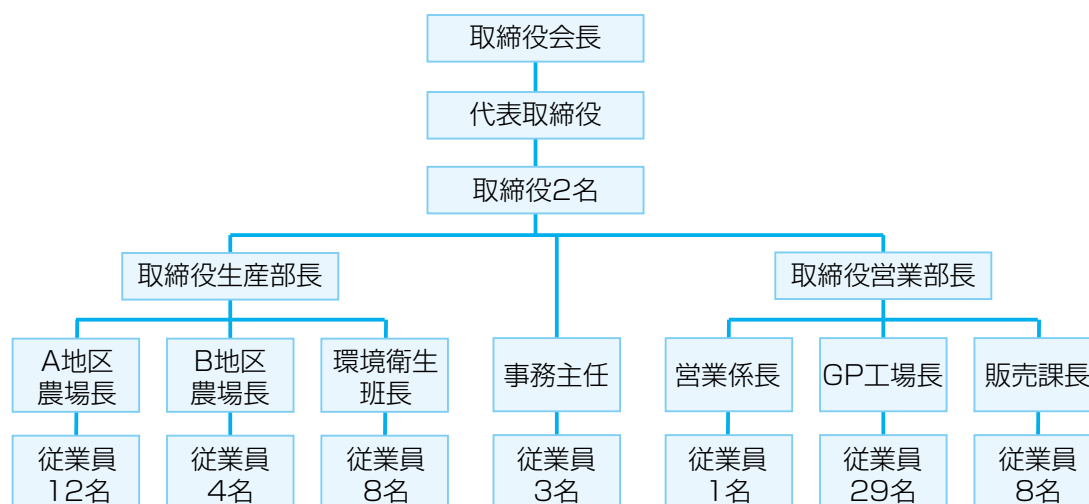 取締役会長
代表取締役
取締役2名
取締役生産部長
取締役営業部長
A地区
農場長
B地区
農場長
環境衛生
班長
事務主任
営業係長
GP工場長
販売課長
従業員
12名
従業員
4名
従業員
8名
従業員
3名
従業員
1名
従業員
29名
従業員
8名